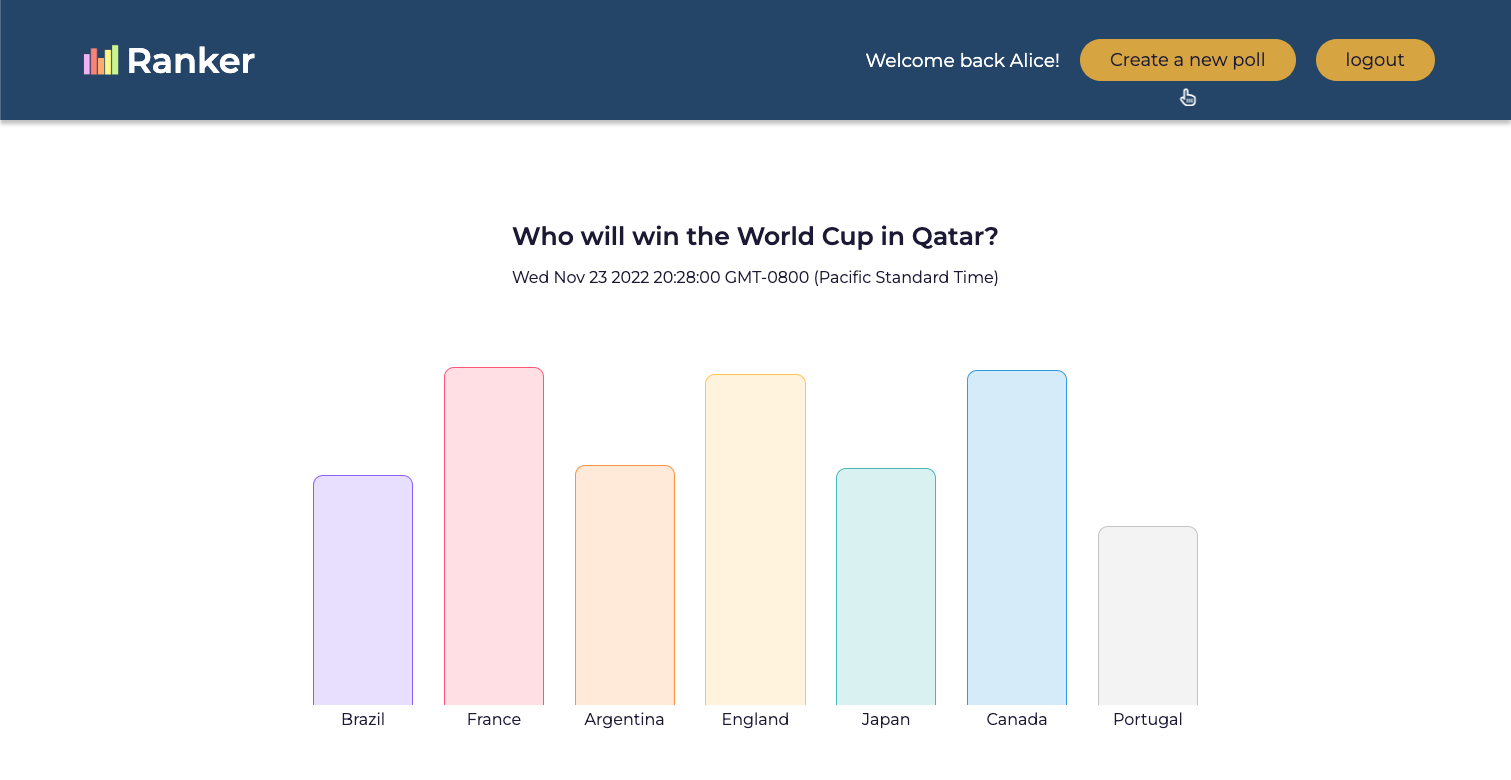 Ranker
Welcome back Alice!
Create a new poll
logout
Who will win the World Cup in Qatar?
Wed Nov 23 2022 20:28:00 GMT-0800 (Pacific Standard Time)
Brazil
France
Argentina
England
Japan
Canada
Portugal